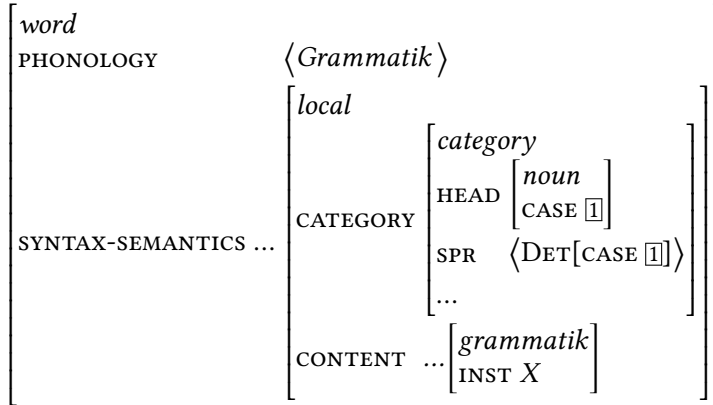 word
PHONOLOGY ⟨Grammatik⟩
local
category
HEAD noun
CASE 1
CATEGORY
SYNTAX-SEMANTICS ...
SPR ⟨DET[CASE 1]⟩
...
CONTENT ... grammatik
INST X